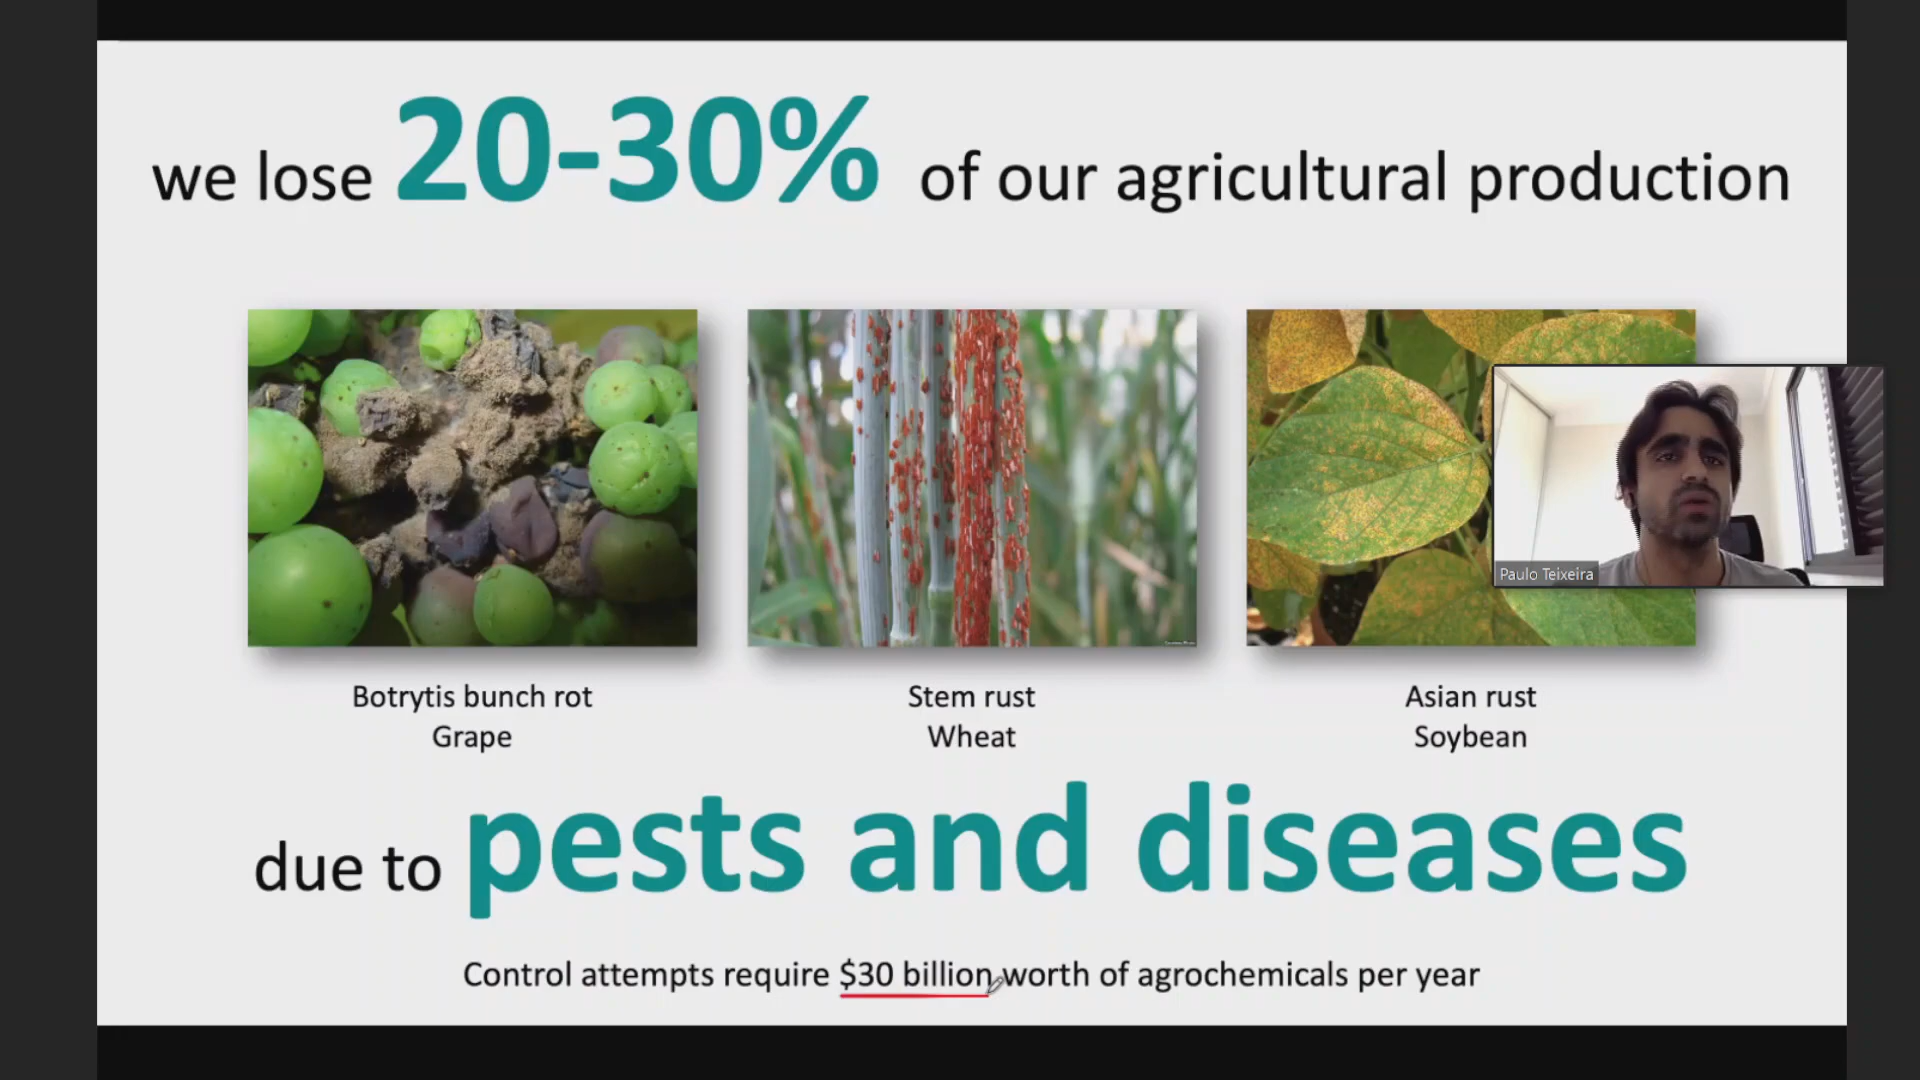 we lose 20-30% of our agricultural production
Paulo Teixeira
Botrytis bunch rot
Grape
Stem rust
Wheat
Asian rust
Soybean
due to pests and diseases
Control attempts require $30 billion worth of agrochemicals per year